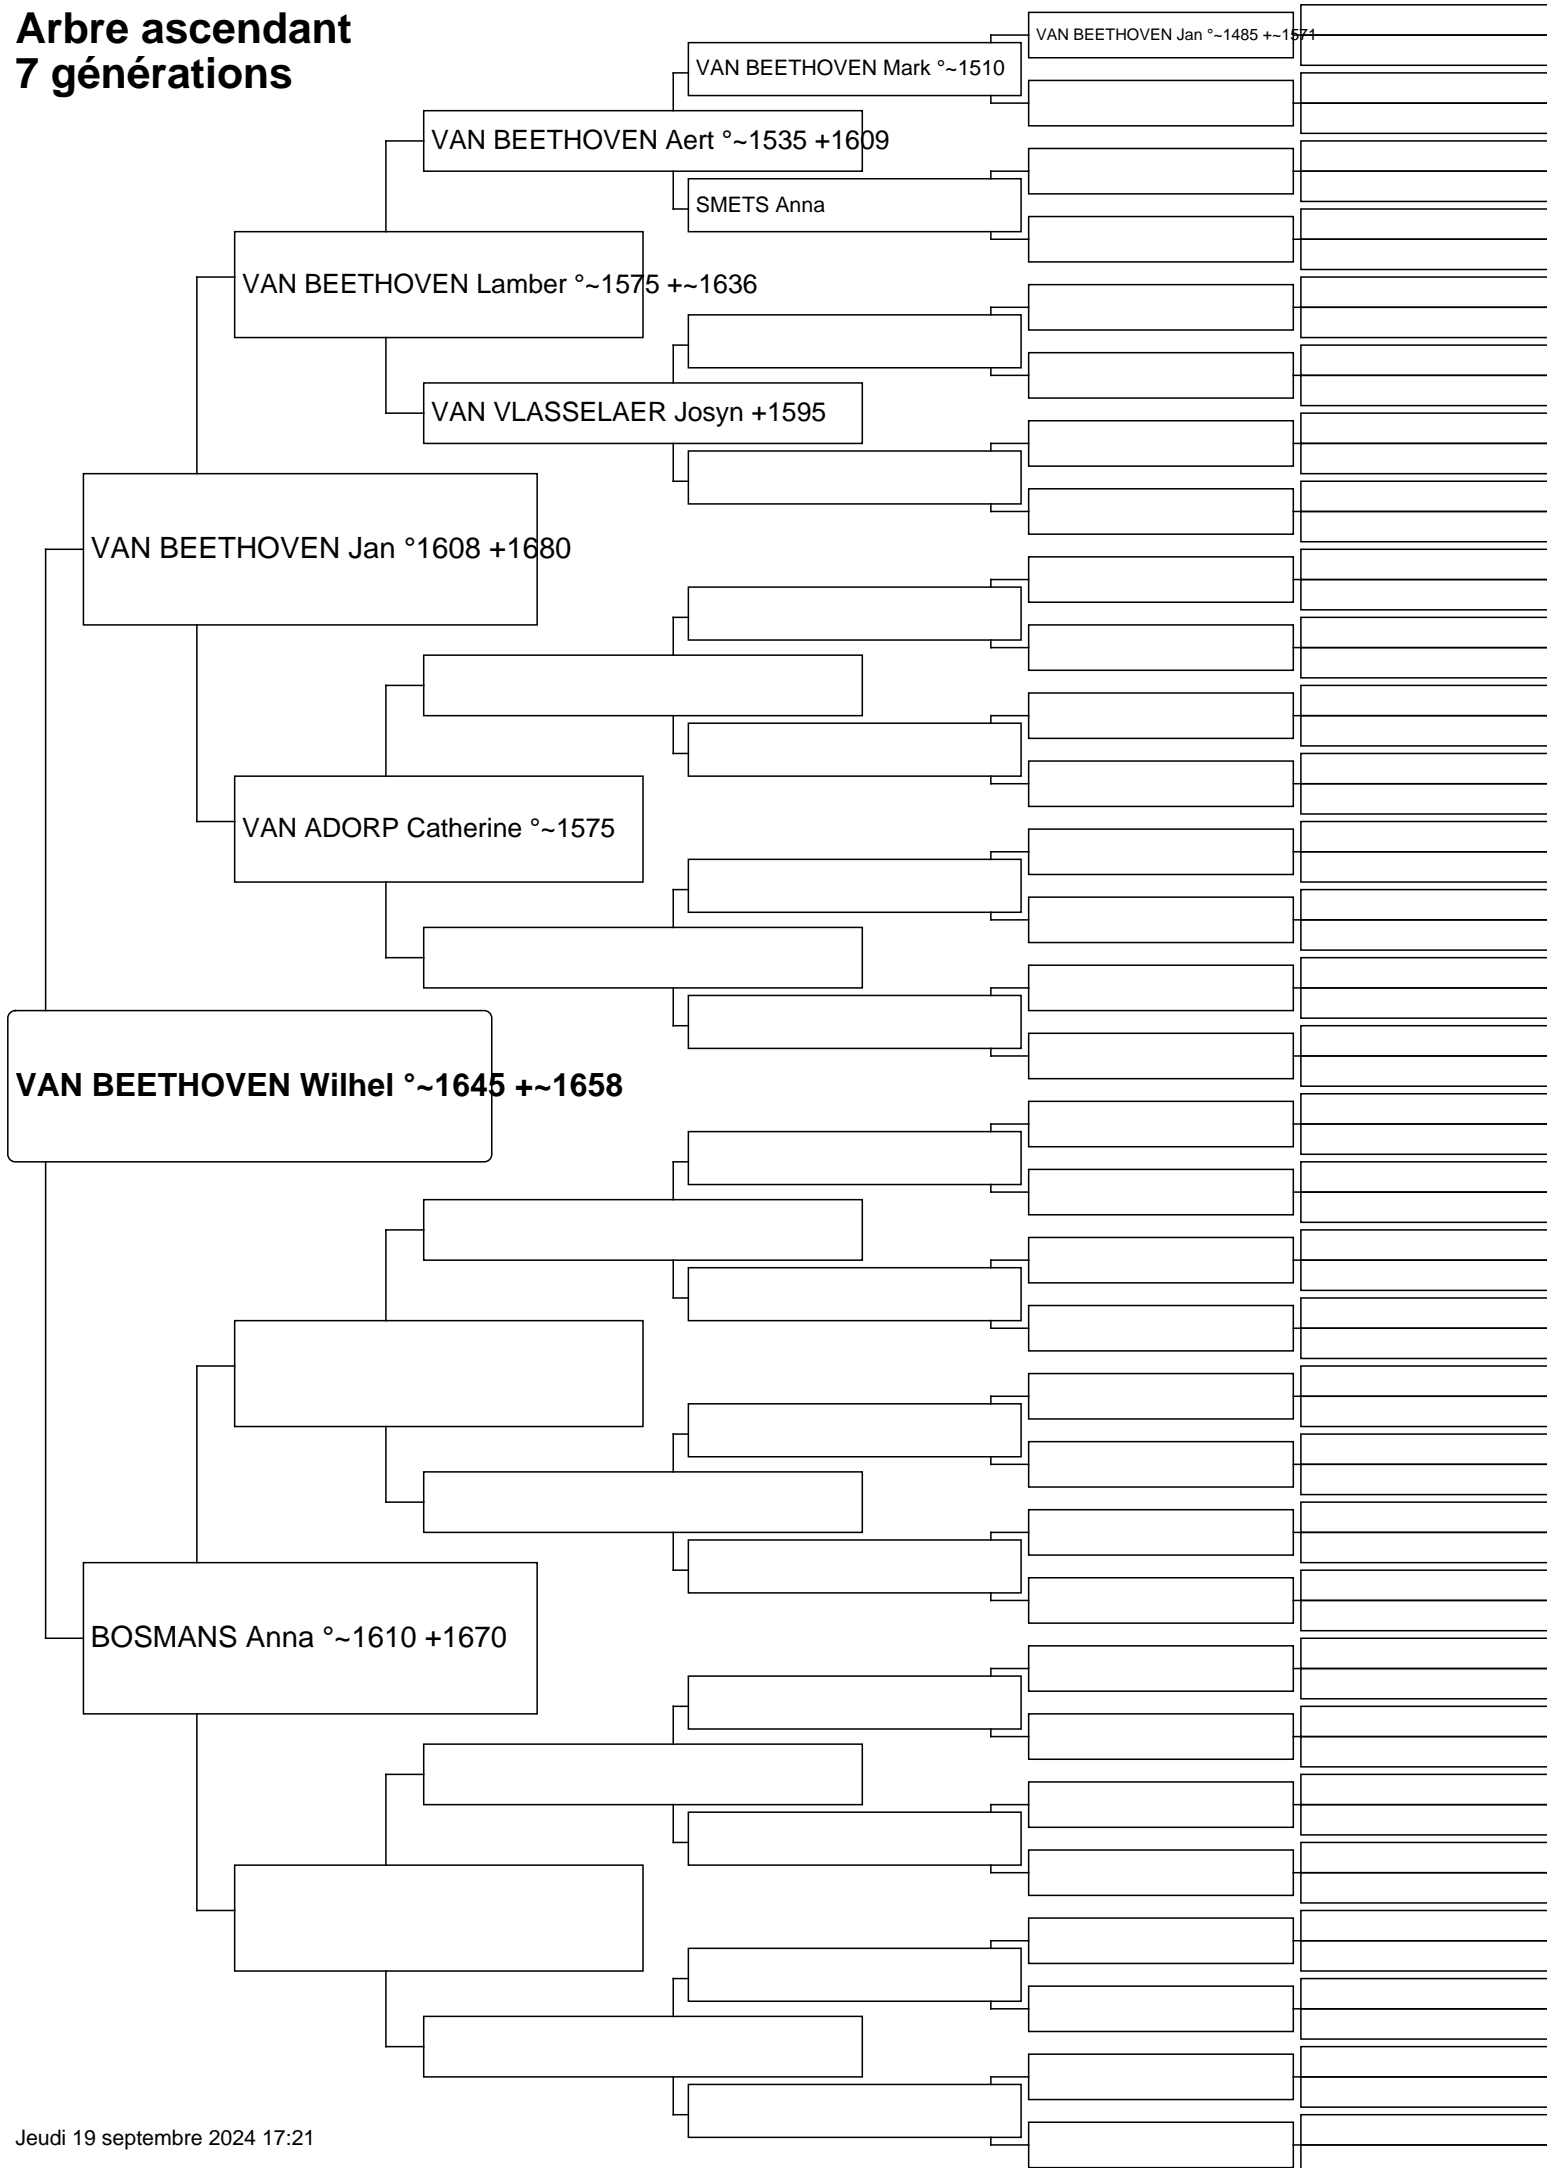 Arbre ascendant
7 générations
VAN BEETHOVEN Jan °~1485 +~1571
VAN BEETHOVEN Mark °~1510
VAN BEETHOVEN Aert °~1535 +1609
SMETS Anna
VAN BEETHOVEN Lamber °~1575 +~1636
VAN VLASSELAER Josyn +1595
VAN BEETHOVEN Jan °1608 +1680
VAN ADORP Catherine °~1575
VAN BEETHOVEN Wilhel °~1645 +~1658
BOSMANS Anna °~1610 +1670
Jeudi 19 septembre 2024 17:21